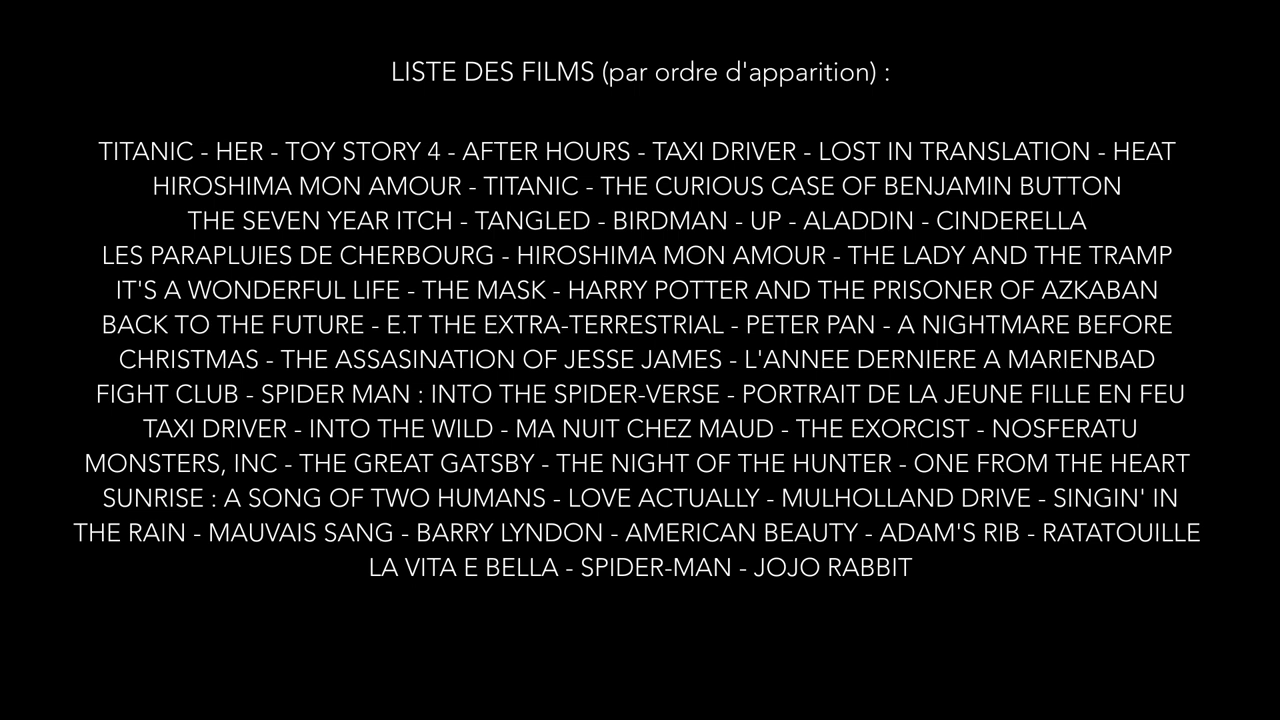 LISTE DES FILMS (par ordre d'apparition) :
TITANIC - HER - TOY STORY 4 - AFTER HOURS - TAXI DRIVER - LOST IN TRANSLATION - HEAT
HIROSHIMA MON AMOUR - TITANIC - THE CURIOUS CASE OF BENJAMIN BUTTON
THE SEVEN YEAR ITCH - TANGLED - BIRDMAN - UP - ALADDIN - CINDERELLA
LES PARAPLUIES DE CHERBOURG - HIROSHIMA MON AMOUR - THE LADY AND THE TRAMP
IT'S A WONDERFUL LIFE - THE MASK - HARRY POTTER AND THE PRISONER OF AZKABAN
BACK TO THE FUTURE - E.T THE EXTRA-TERRESTRIAL - PETER PAN - A NIGHTMARE BEFORE
CHRISTMAS - THE ASSASINATION OF JESSE JAMES - L'ANNEE DERNIERE A MARIENBAD
FIGHT CLUB - SPIDER MAN : INTO THE SPIDER-VERSE - PORTRAIT DE LA JEUNE FILLE EN FEU
TAXI DRIVER - INTO THE WILD - MA NUIT CHEZ MAUD - THE EXORCIST - NOSFERATU
MONSTERS, INC - THE GREAT GATSBY - THE NIGHT OF THE HUNTER - ONE FROM THE HEART
SUNRISE : A SONG OF TWO HUMANS - LOVE ACTUALLY - MULHOLLAND DRIVE - SINGIN' IN
THE RAIN - MAUVAIS SANG - BARRY LYNDON - AMERICAN BEAUTY - ADAM'S RIB - RATATOUILLE
LA VITA E BELLA - SPIDER-MAN - JOJO RABBIT